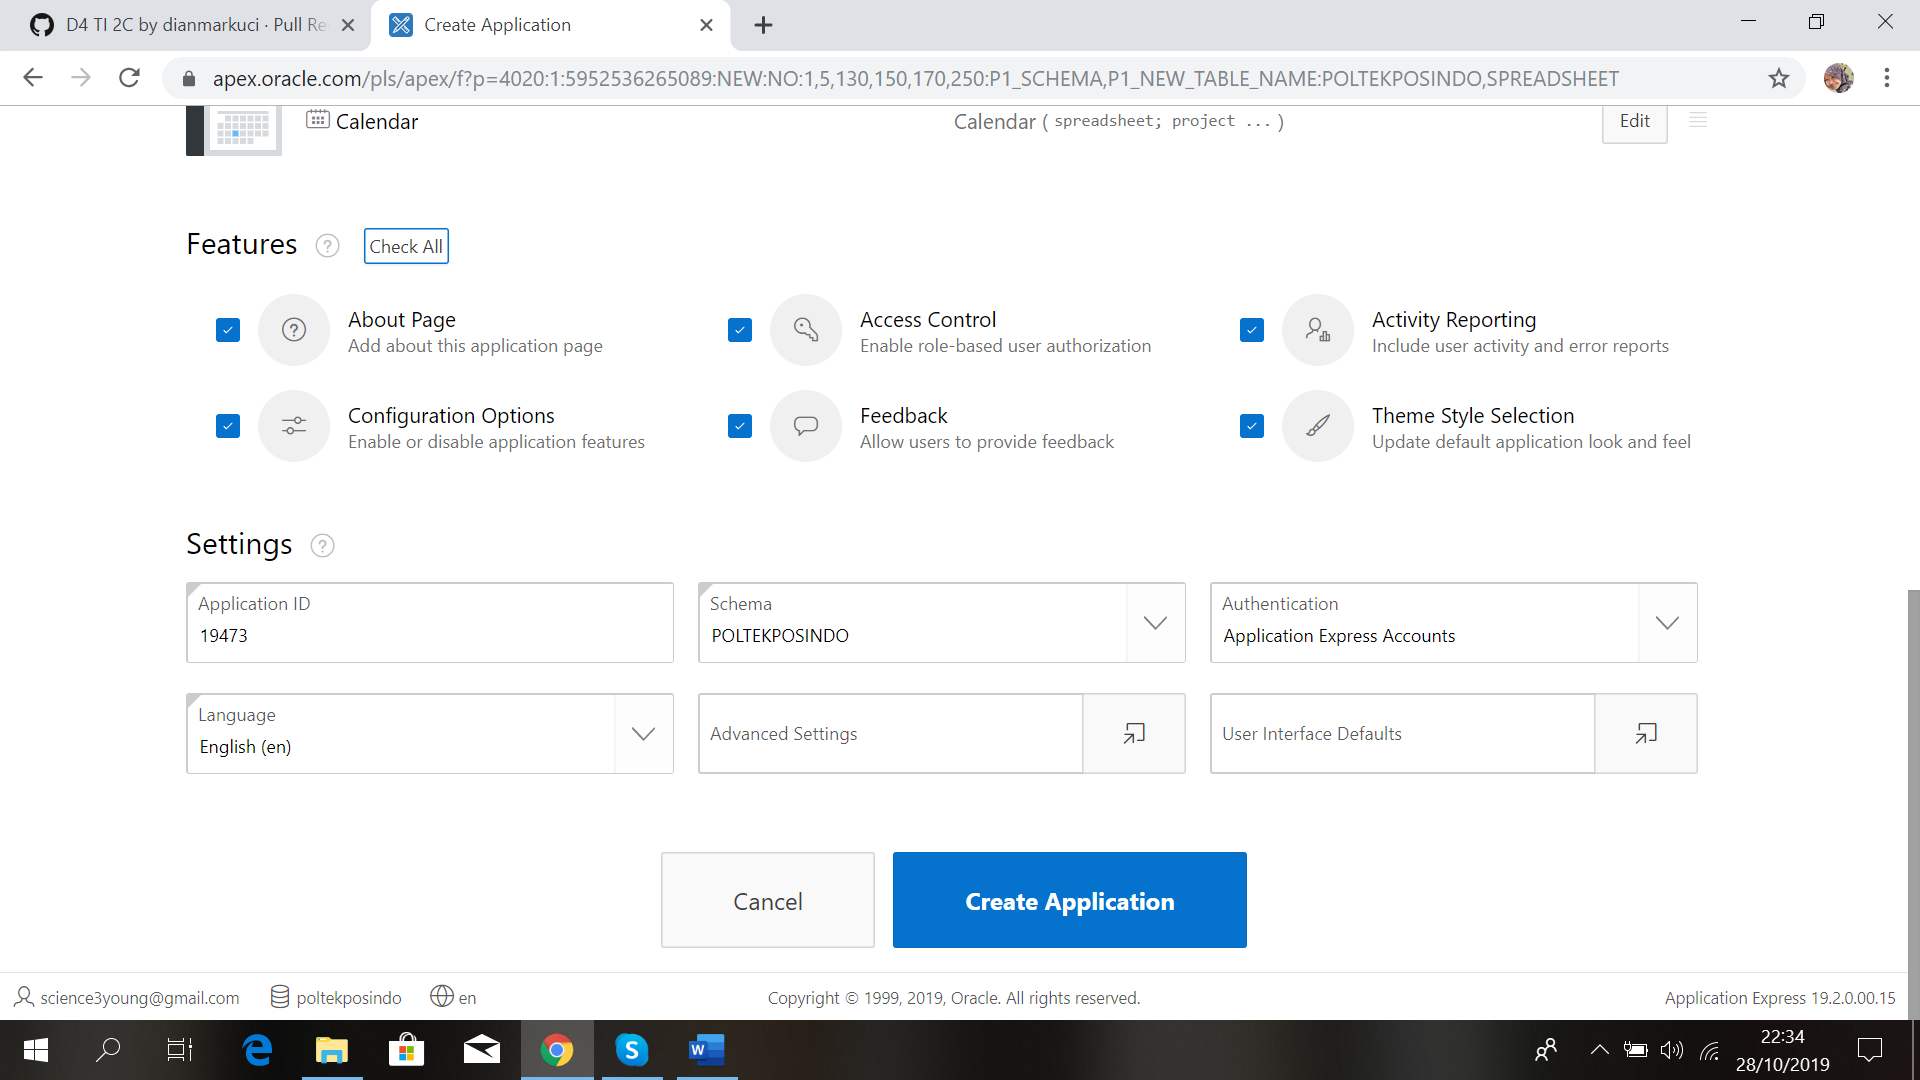 D4 TI 2C by dianmarkuci · Pull Re
Create Application
apex.oracle.com/pls/apex/f?p=4020:1:5952536265089:NEW:NO:1,5,130,150,170,250:P1_SCHEMA,P1_NEW_TABLE_NAME:POLTEKPOSINDO,SPREADSHEET
Calendar
Calendar ( spreadsheet; project ... )
Edit
Features
?
Check All
About Page
Add about this application page
Access Control
Enable role-based user authorization
Activity Reporting
Include user activity and error reports
Configuration Options
Enable or disable application features
Feedback
Allow users to provide feedback
Theme Style Selection
Update default application look and feel
Settings
?
Application ID
19473
Schema
POLTEKPOSINDO
Authentication
Application Express Accounts
Language
English (en)
Advanced Settings
User Interface Defaults
Cancel
Create Application
science3young@gmail.com
poltekposindo
en
Copyright © 1999, 2019, Oracle. All rights reserved.
Application Express 19.2.0.00.15
22:34
28/10/2019